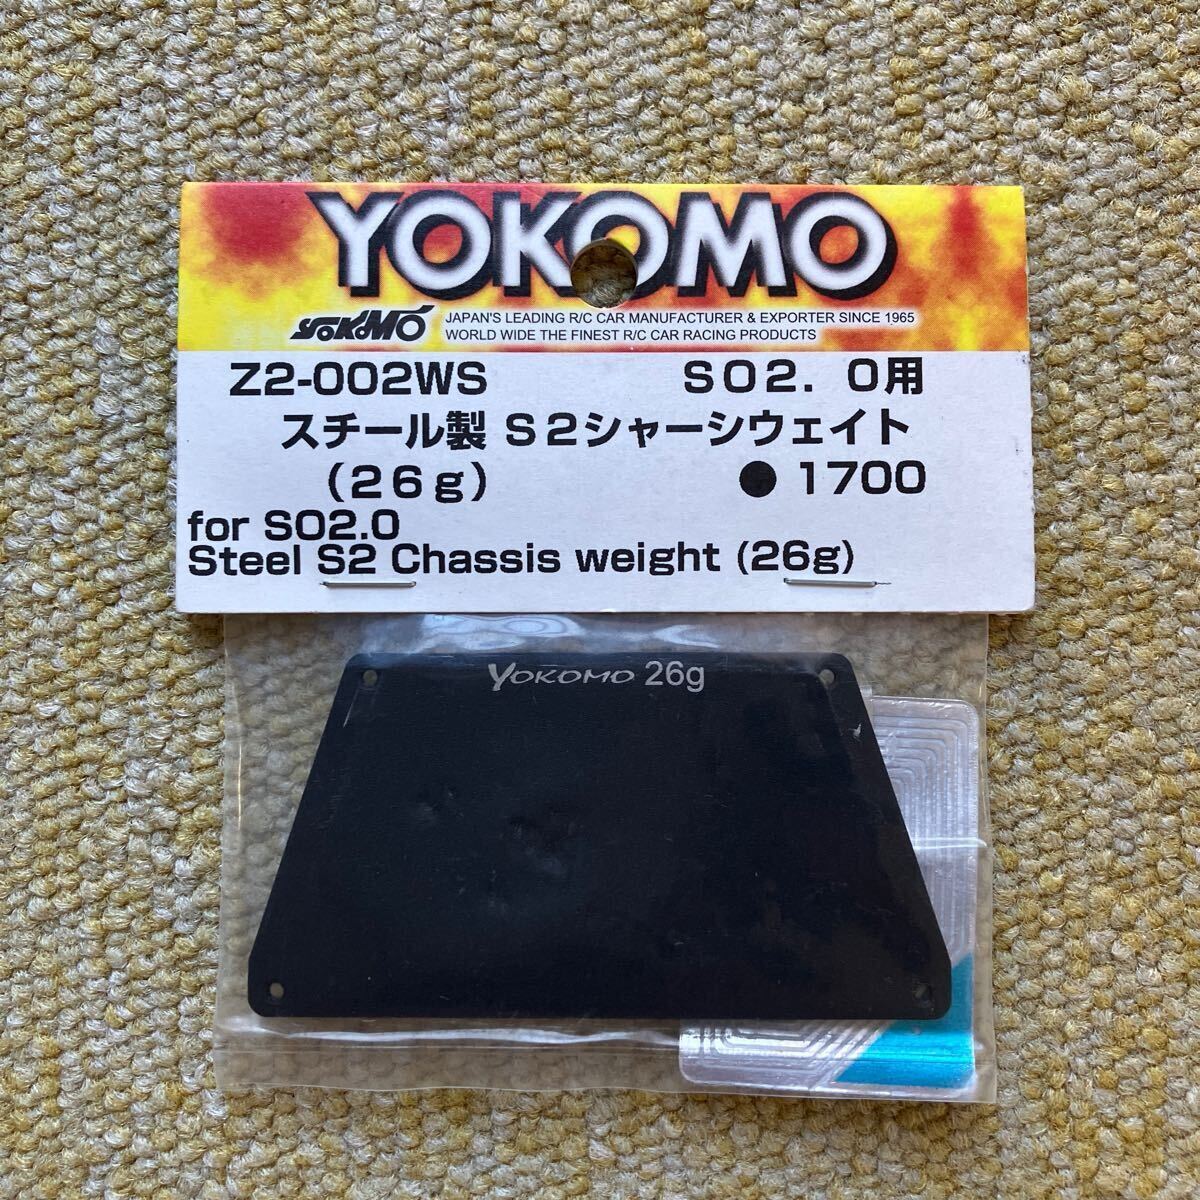 YOKOMO
YOKOMO JAPAN'S LEADING R/C CAR MANUFACTURER & EXPORTER SINCE 1965
WORLD WIDE THE FINEST R/C CAR RACING PRODUCTS
Z2-002WS SO2. 0用
スチール製 S2シャーシウェイト
(26g) ● 1700
for SO2.0
Steel S2 Chassis weight (26g)
YOKOMO 26g